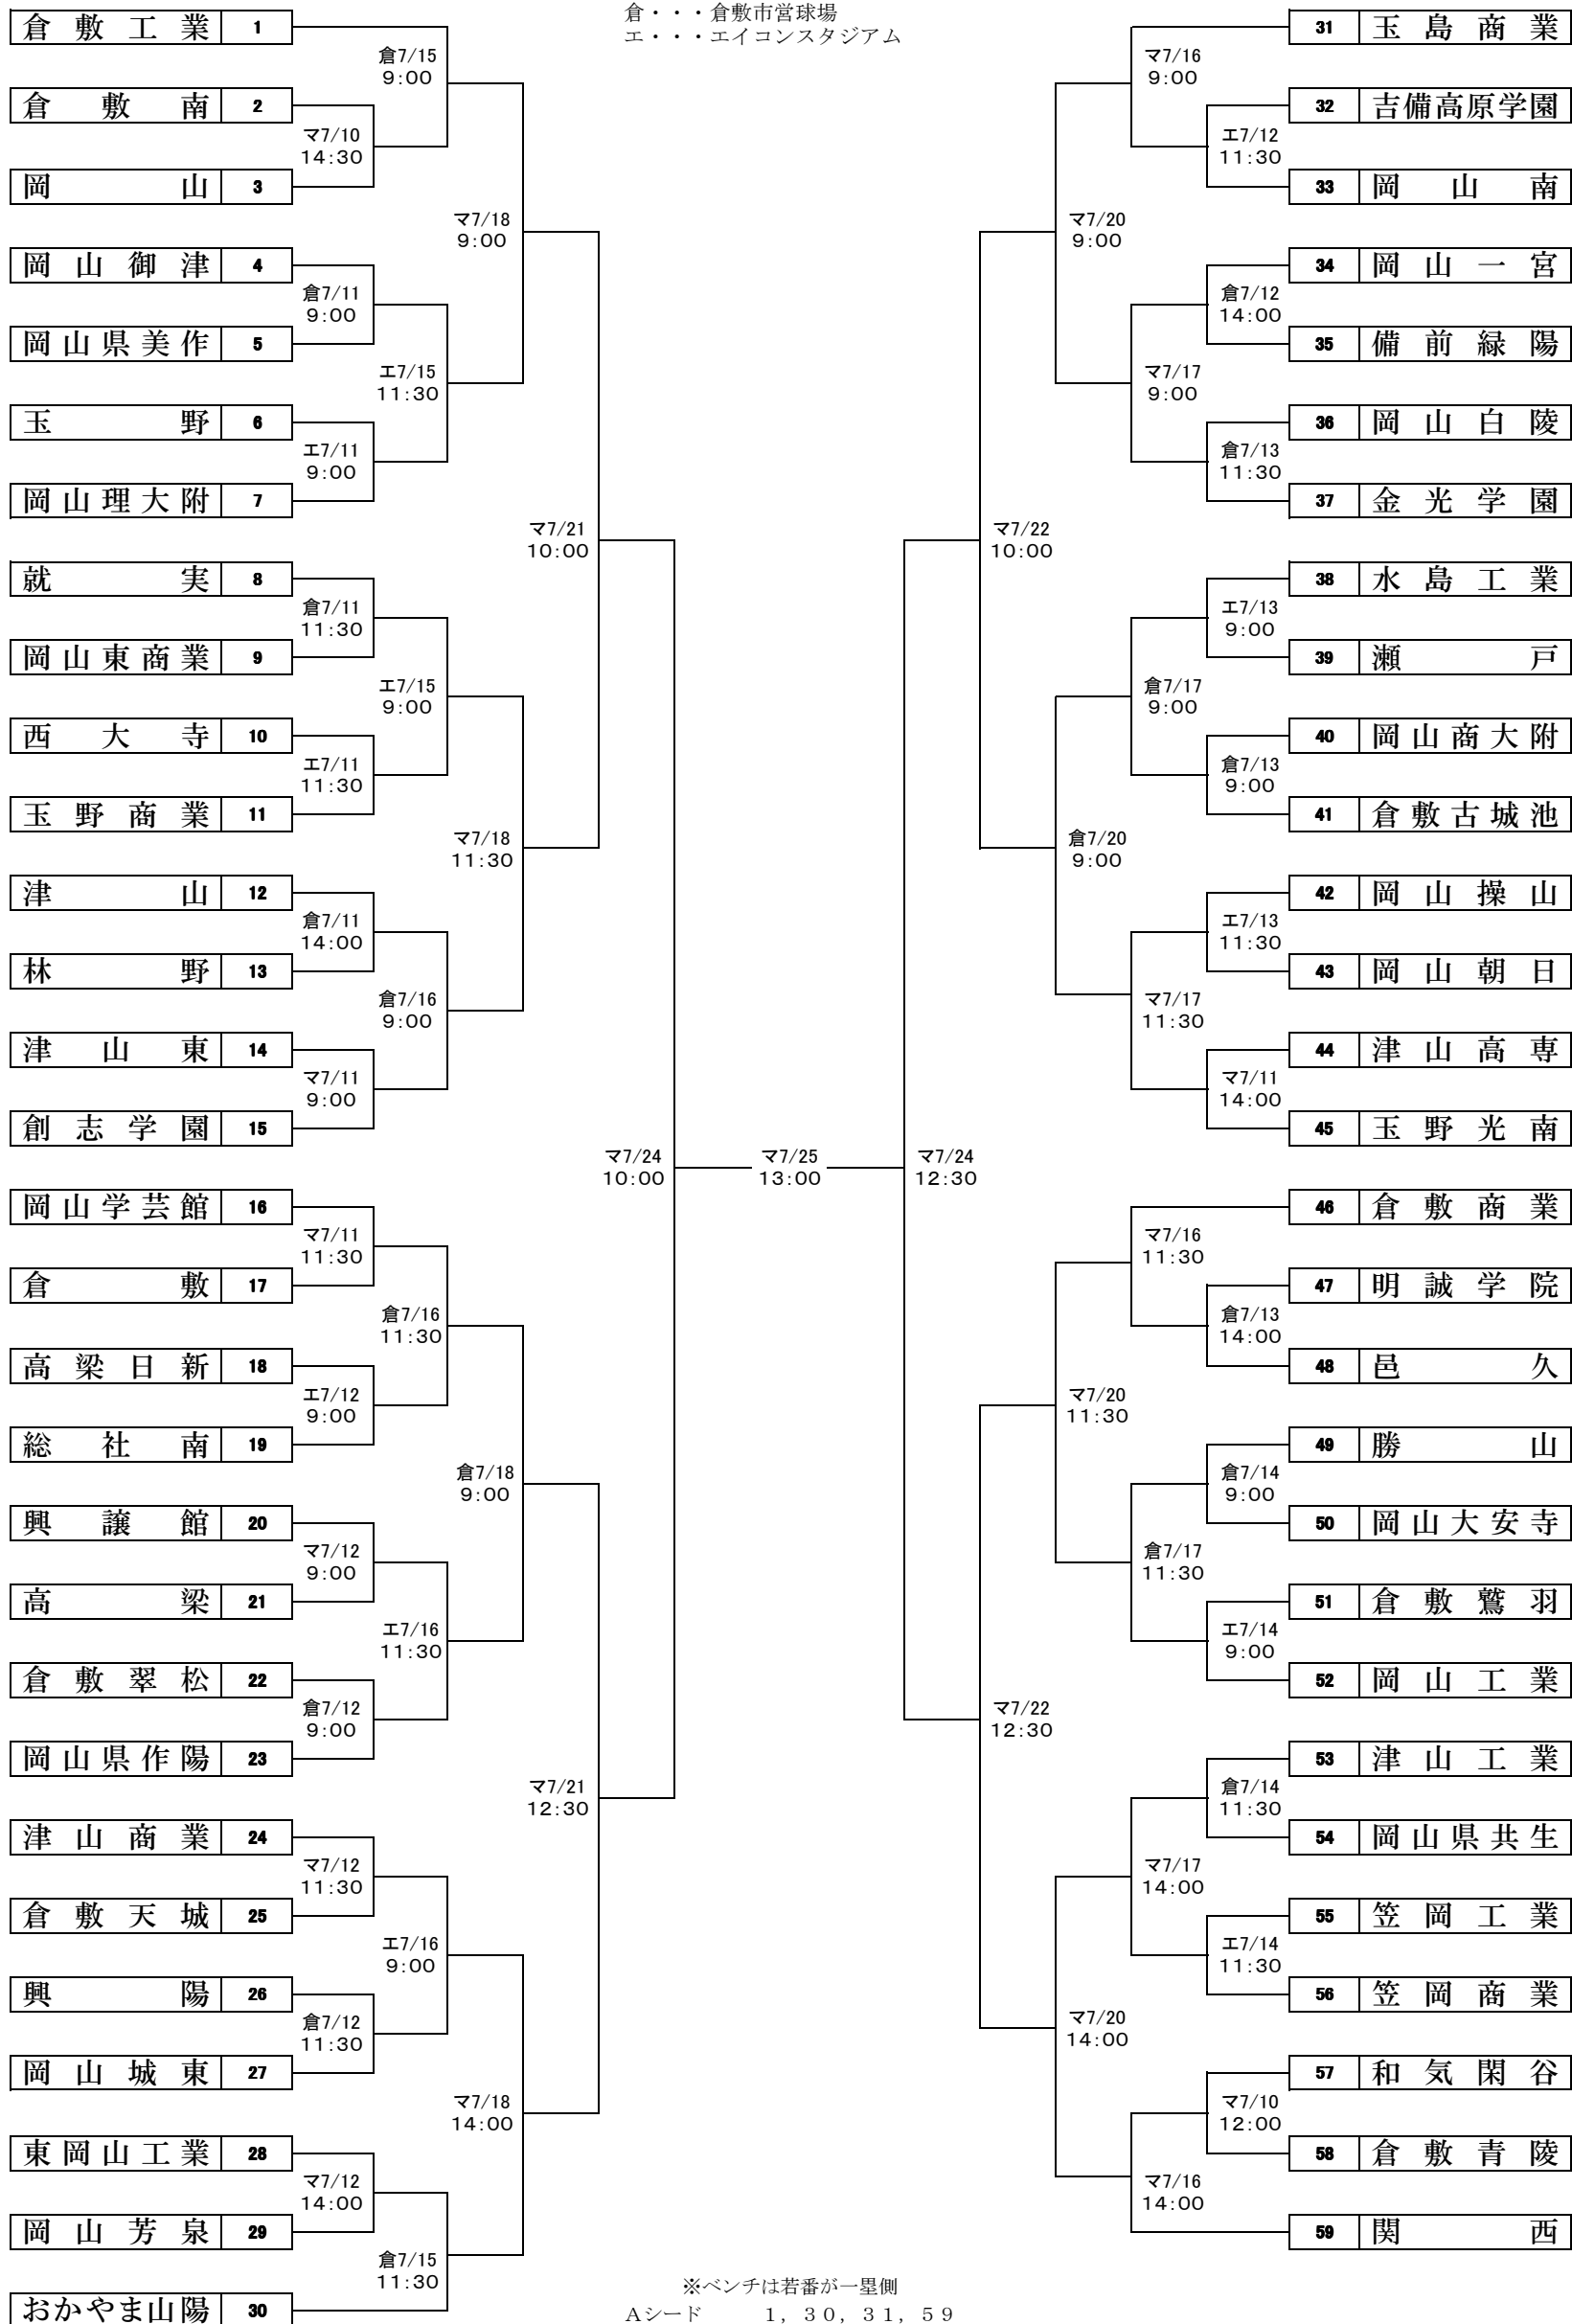 倉・・・倉敷市営球場
エ・・・エイコンスタジアム
倉敷工業 1
倉敷南 2
岡山 3
岡山御津 4
岡山県美作 5
玉野 6
岡山理大附 7
就実 8
岡山東商業 9
西大寺 10
玉野商業 11
津山 12
林野 13
津山東 14
創志学園 15
岡山学芸館 16
倉敷 17
高梁日新 18
総社南 19
興譲館 20
高梁 21
倉敷翠松 22
岡山県作陽 23
津山商業 24
倉敷天城 25
興陽 26
岡山城東 27
東岡山工業 28
岡山芳泉 29
おかやま山陽 30
マ7/10
14:30
倉7/11
9:00
エ7/11
9:00
倉7/11
11:30
エ7/11
11:30
倉7/11
14:00
マ7/11
9:00
マ7/11
11:30
エ7/12
9:00
マ7/12
9:00
倉7/12
9:00
マ7/12
11:30
倉7/12
11:30
マ7/12
14:00
倉7/15
9:00
エ7/15
11:30
エ7/15
9:00
倉7/16
9:00
倉7/16
11:30
エ7/16
11:30
エ7/16
9:00
倉7/15
11:30
マ7/18
9:00
マ7/18
11:30
倉7/18
9:00
マ7/18
14:00
マ7/21
10:00
マ7/21
12:30
マ7/24
10:00
マ7/25
13:00
マ7/24
12:30
マ7/22
10:00
マ7/22
12:30
マ7/20
9:00
倉7/20
9:00
マ7/20
11:30
マ7/20
14:00
マ7/16
9:00
マ7/17
9:00
倉7/17
9:00
マ7/17
11:30
マ7/16
11:30
倉7/17
11:30
マ7/17
14:00
マ7/16
14:00
エ7/12
11:30
倉7/12
14:00
倉7/13
11:30
エ7/13
9:00
倉7/13
9:00
エ7/13
11:30
マ7/11
14:00
倉7/13
14:00
倉7/14
9:00
エ7/14
9:00
倉7/14
11:30
エ7/14
11:30
マ7/10
12:00
31 玉島商業
32 吉備高原学園
33 岡山南
34 岡山一宮
35 備前緑陽
36 岡山白陵
37 金光学園
38 水島工業
39 瀬戸
40 岡山商大附
41 倉敷古城池
42 岡山操山
43 岡山朝日
44 津山高専
45 玉野光南
46 倉敷商業
47 明誠学院
48 邑久
49 勝山
50 岡山大安寺
51 倉敷鷲羽
52 岡山工業
53 津山工業
54 岡山県共生
55 笠岡工業
56 笠岡商業
57 和気閑谷
58 倉敷青陵
59 関西
※ベンチは若番が一塁側
Aシード 1，30，31，59